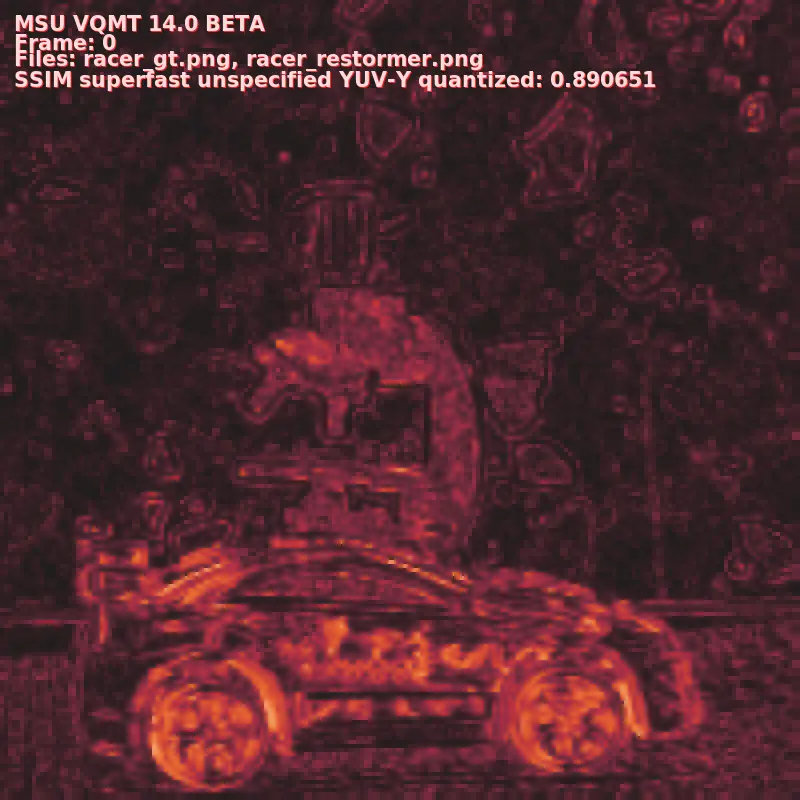 MSU VQMT 14.0 BETA
Frame: 0
Files: racer_gt.png, racer_restormer.png
SSIM superfast unspecified YUV-Y quantized: 0.890651